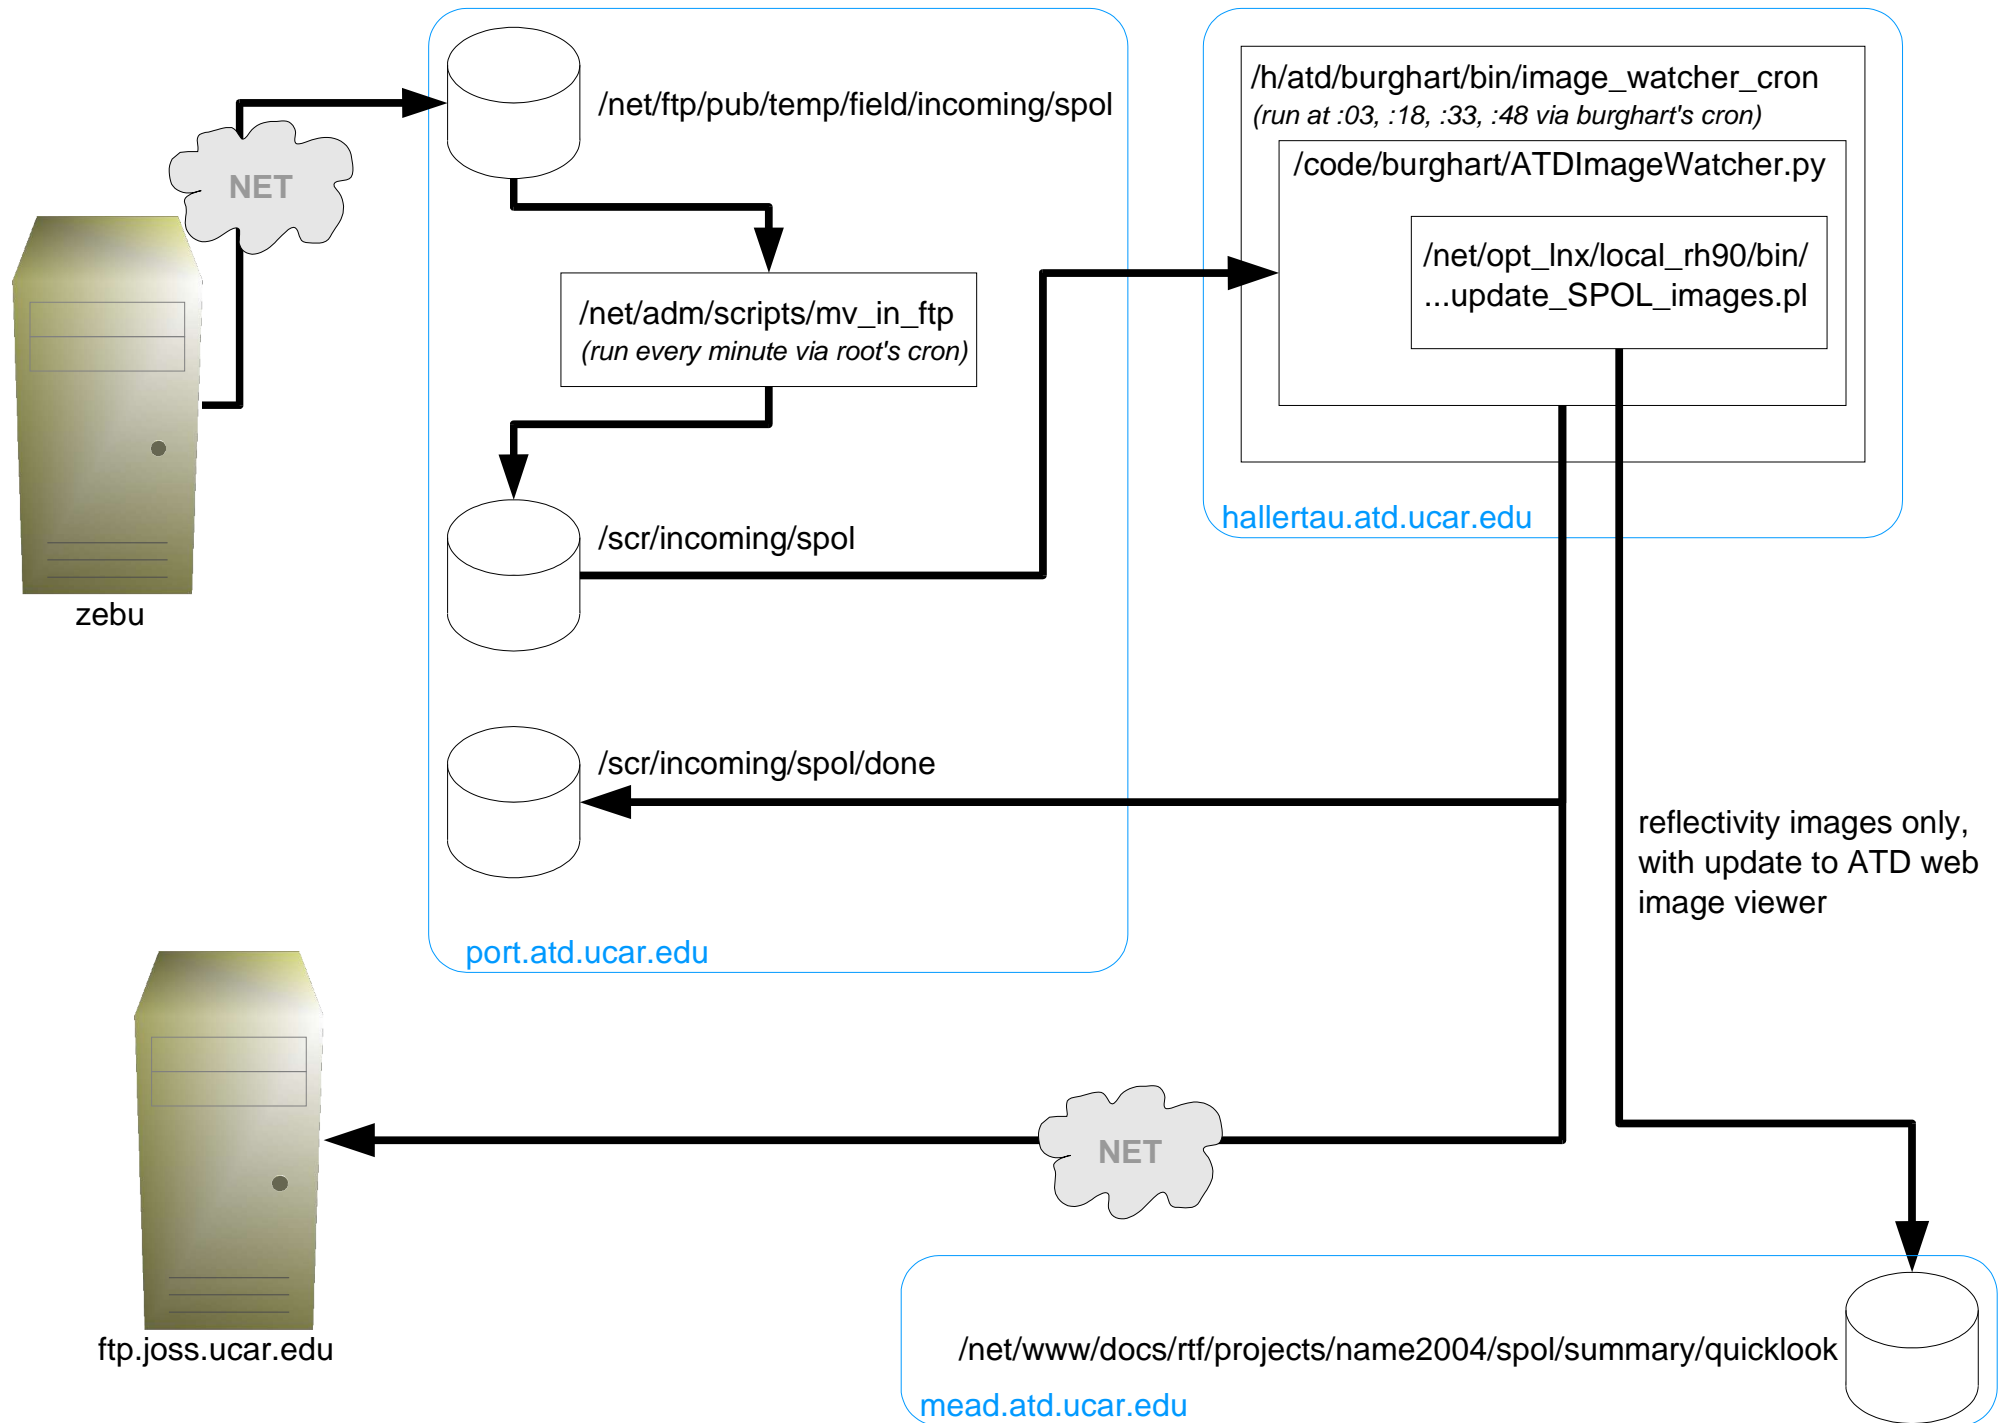 /net/ftp/pub/temp/field/incoming/spol
NET
zebu
/net/adm/scripts/mv_in_ftp
(run every minute via root's cron)
/scr/incoming/spol
/scr/incoming/spol/done
port.atd.ucar.edu
/h/atd/burghart/bin/image_watcher_cron
(run at :03, :18, :33, :48 via burghart's cron)
/code/burghart/ATDImageWatcher.py
/net/opt_lnx/local_rh90/bin/
...update_SPOL_images.pl
hallertau.atd.ucar.edu
reflectivity images only,
with update to ATD web
image viewer
NET
ftp.joss.ucar.edu
/net/www/docs/rtf/projects/name2004/spol/summary/quicklook
mead.atd.ucar.edu